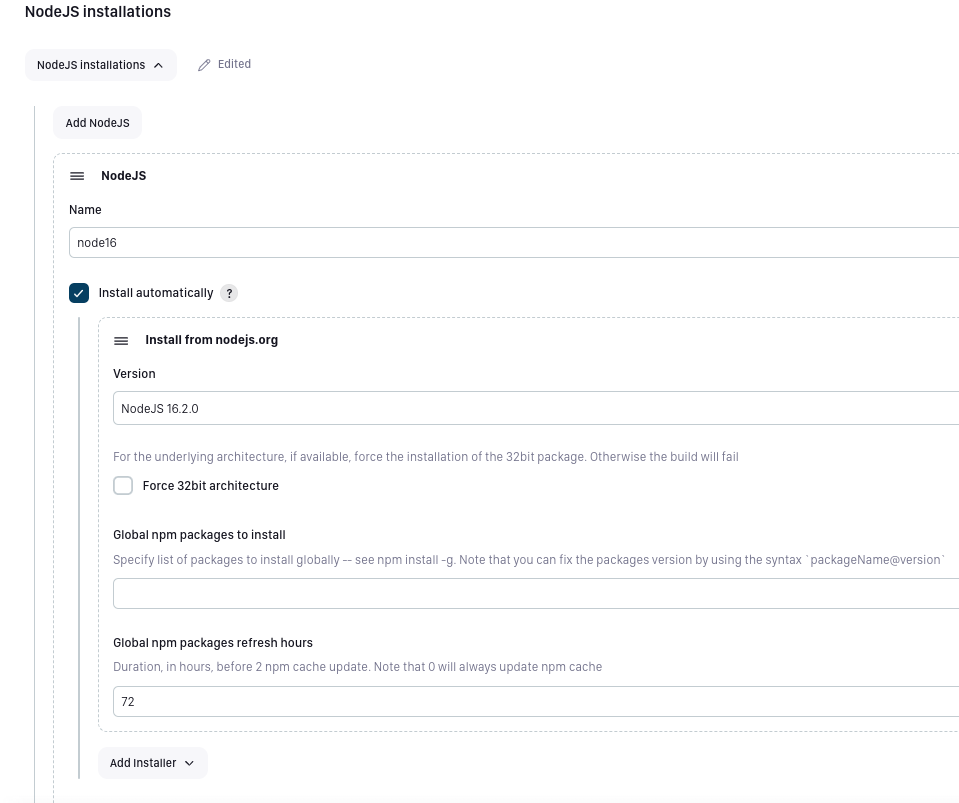 NodeJS installations
NodeJS installations
Edited
Add NodeJS
NodeJS
Name
node16
Install automatically ?
Install from nodejs.org
Version
NodeJS 16.2.0
For the underlying architecture, if available, force the installation of the 32bit package. Otherwise the build will fail
Force 32bit architecture
Global npm packages to install
Specify list of packages to install globally -- see npm install -g. Note that you can fix the packages version by using the syntax `packageName@version`
Global npm packages refresh hours
Duration, in hours, before 2 npm cache update. Note that 0 will always update npm cache
72
Add Installer